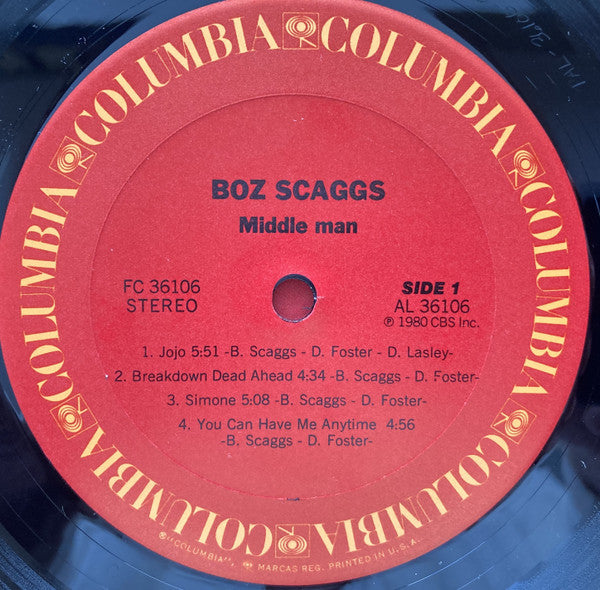 COLUMBIA COLUMBIA COLUMBIA COLUMBIA COLUMBIA COLUMBIA
BOZ SCAGGS
Middle man
FC 36106
STEREO
SIDE 1
AL 36106
℗ 1980 CBS Inc.
1. Jojo 5:51 -B. Scaggs - D. Foster - D. Lasley-
2. Breakdown Dead Ahead 4:34 -B. Scaggs - D. Foster-
3. Simone 5:08 -B. Scaggs - D. Foster-
4. You Can Have Me Anytime 4:56
-B. Scaggs - D. Foster-
®"COLUMBIA", MARCAS REG. PRINTED IN U.S.A.